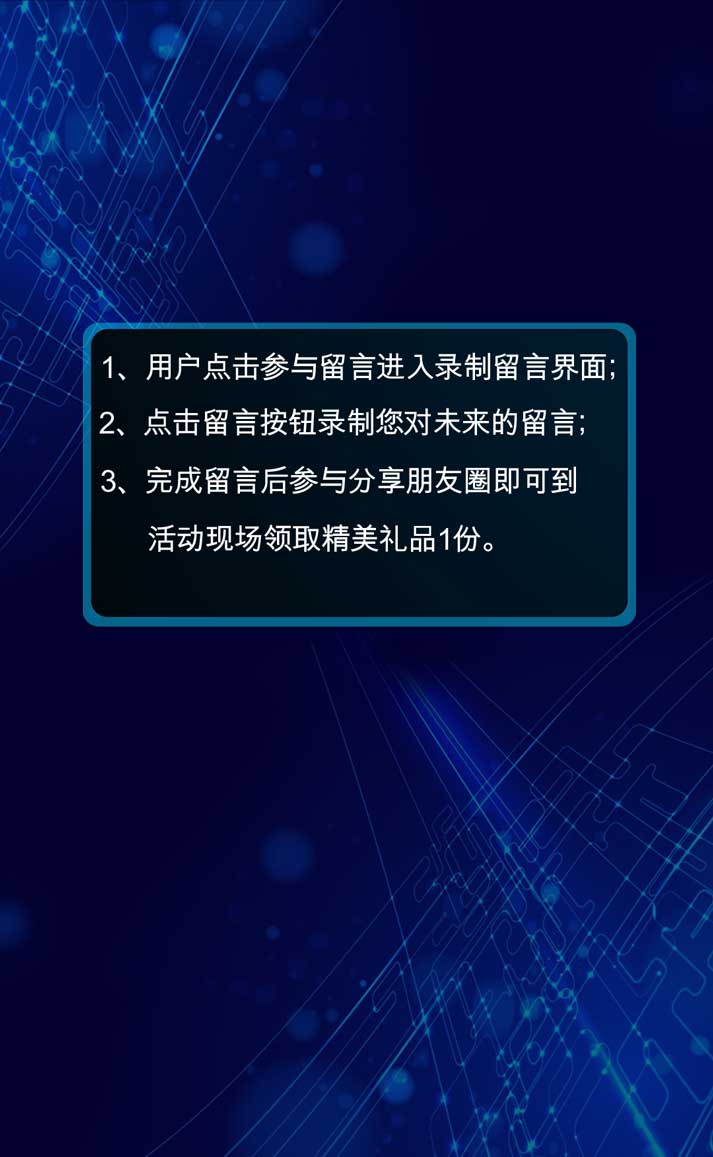 1、用户点击参与留言进入录制留言界面;
2、点击留言按钮录制您对未来的留言;
3、完成留言后参与分享朋友圈即可到
活动现场领取精美礼品1份。